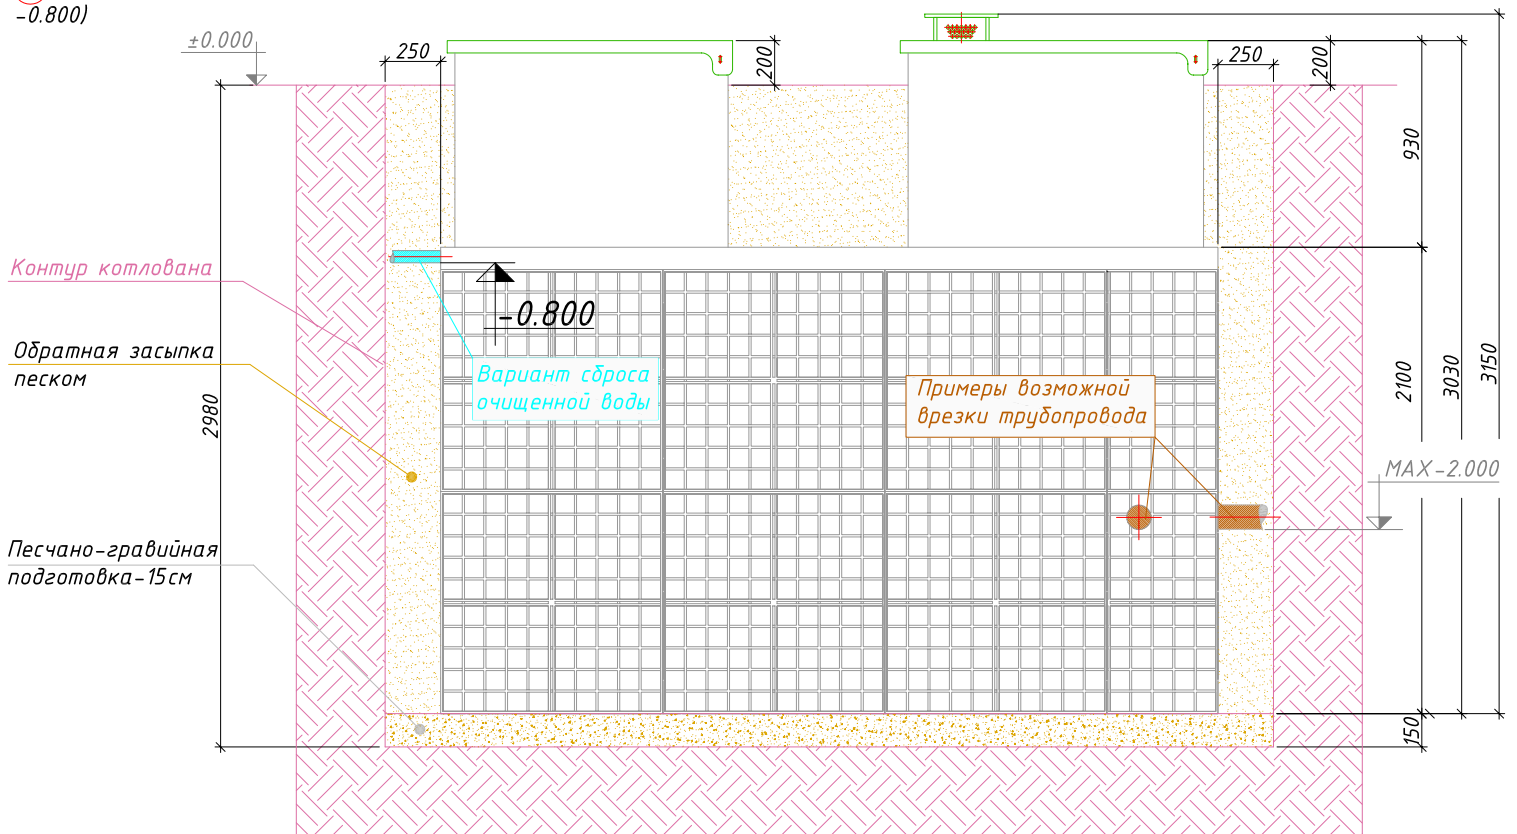 -0.800)
±0.000
250
200
250
200
930
Контур котлована
-0.800
Обратная засыпка
песком
2980
Вариант сброса
очищенной воды
Примеры возможной
врезки трубопровода
2100
3030
3150
MAX-2.000
Песчано-гравийная
подготовка-15см
150